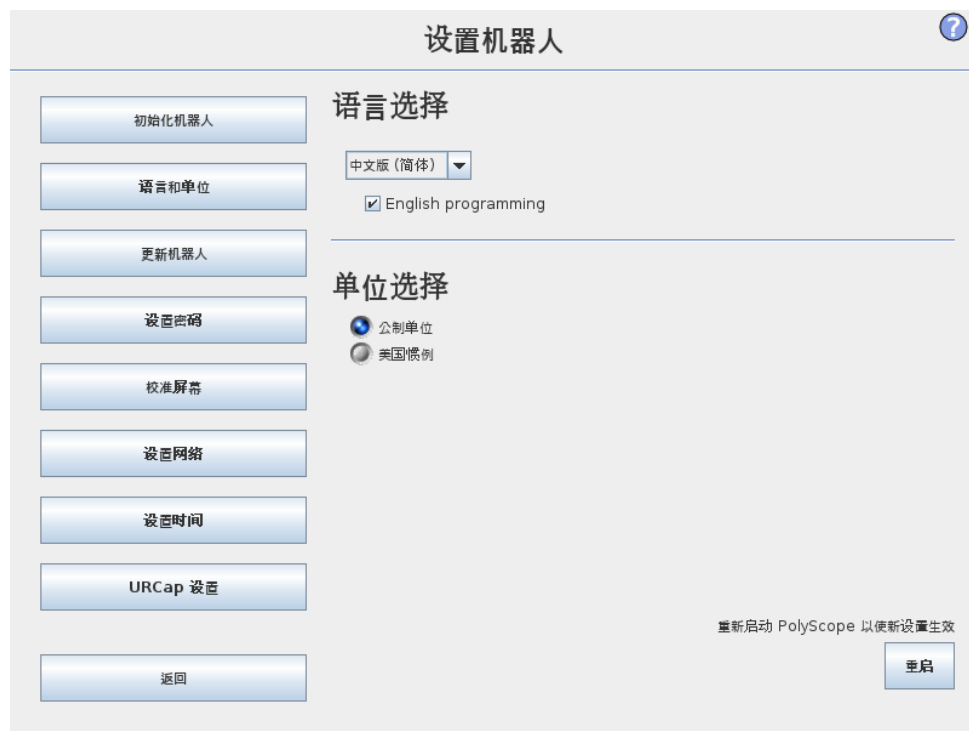 设置机器人
?
初始化机器人
语言和单位
更新机器人
设置密码
校准屏幕
设置网络
设置时间
URCap 设置
返回
语言选择
中文版 (简体)
English programming
单位选择
公制单位
美国惯例
重新启动 PolyScope 以使新设置生效
重启